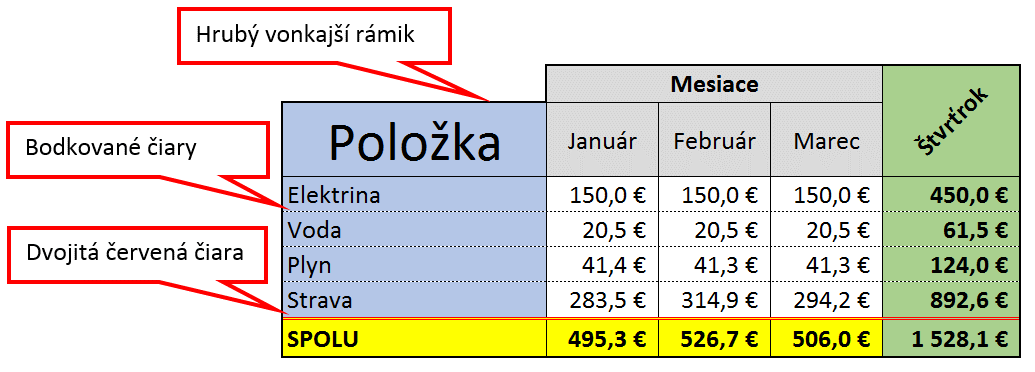 Hrubý vonkajší rámik
Mesiace
Štvrťrok
Položka
Január Február Marec
Bodkované čiary
Elektrina 150,0 € 150,0 € 150,0 € 450,0 €
Voda 20,5 € 20,5 € 20,5 € 61,5 €
Dvojitá červená čiara
Plyn 41,4 € 41,3 € 41,3 € 124,0 €
Strava 283,5 € 314,9 € 294,2 € 892,6 €
SPOLU 495,3 € 526,7 € 506,0 € 1 528,1 €